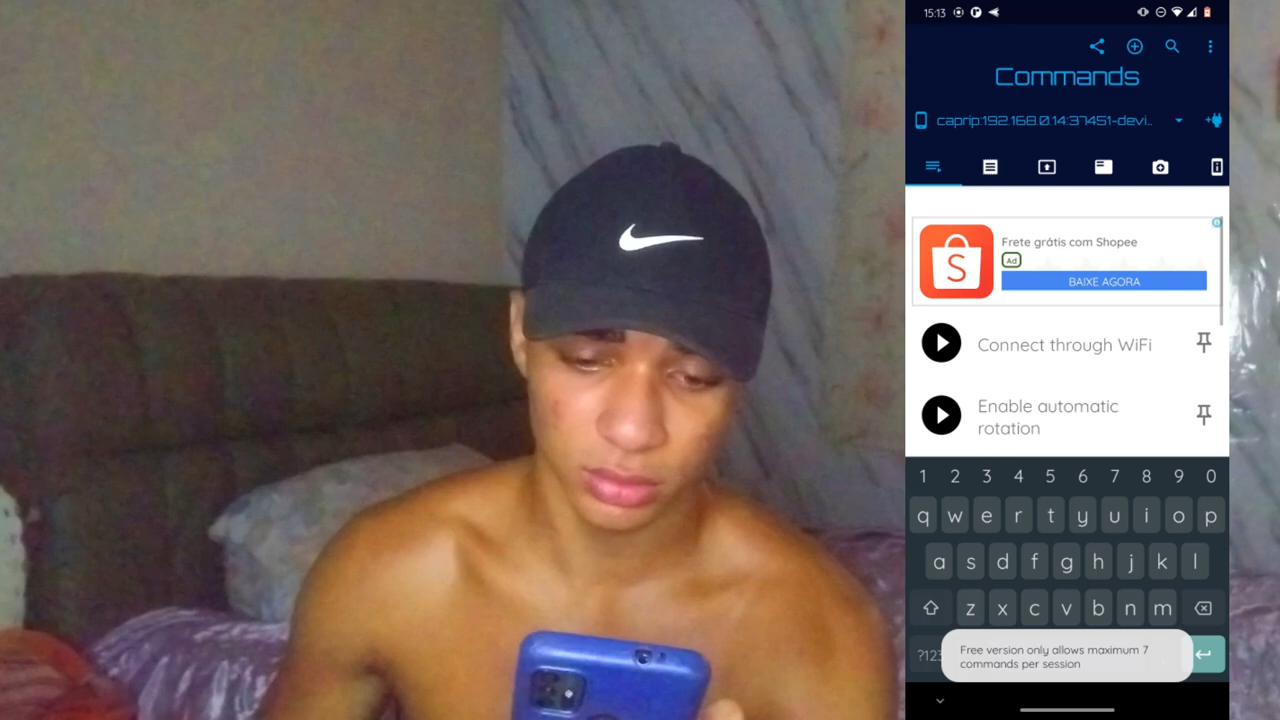 15:13
Commands
caprip:192.168.0.14:37451-devi..
Frete grátis com Shopee
Ad
BAIXE AGORA
Connect through WiFi
Enable automatic
rotation
1 2 3 4 5 6 7 8 9 0
q w e r t y u i o p
a s d f g h j k l
z x c v b n m
?123
Free version only allows maximum 7
commands per session